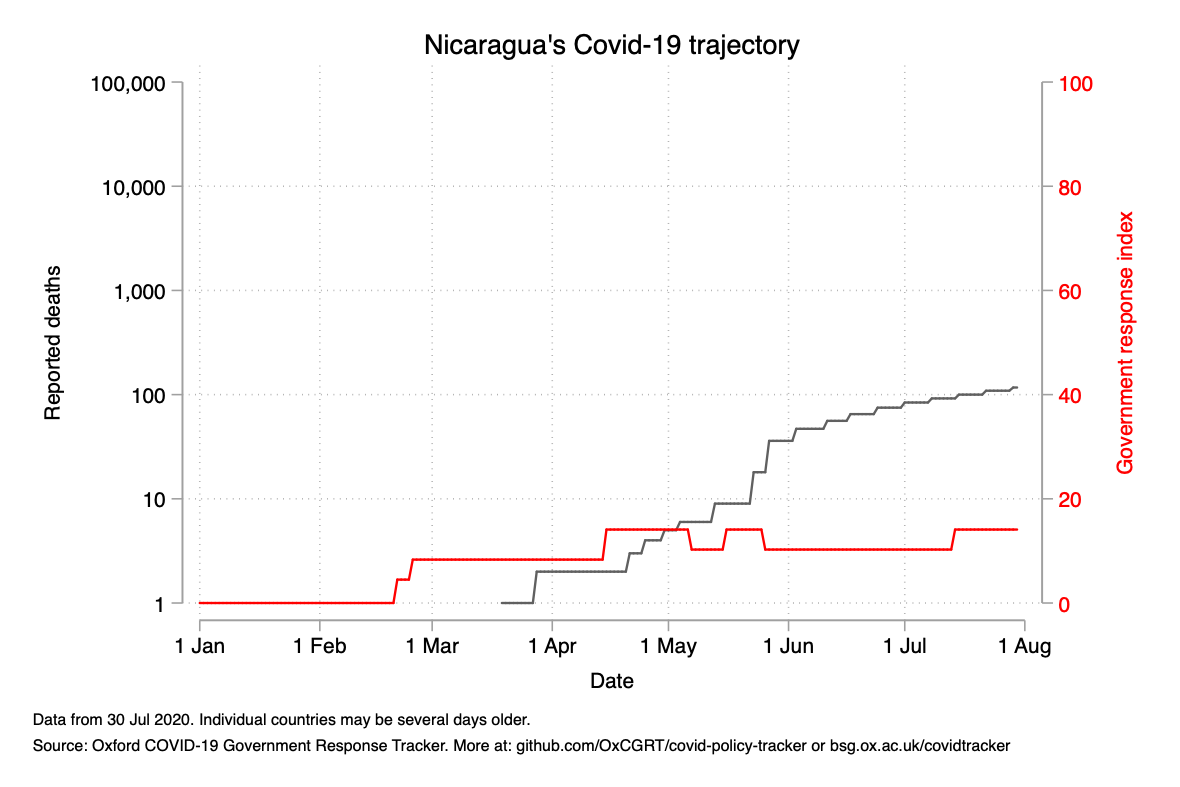 Nicaragua's Covid-19 trajectory
100,000
10,000
1,000
100
10
1
Reported deaths
100
80
60
40
20
0
Government response index
1 Jan 1 Feb 1 Mar 1 Apr 1 May 1 Jun 1 Jul 1 Aug
Date
Data from 30 Jul 2020. Individual countries may be several days older.
Source: Oxford COVID-19 Government Response Tracker. More at: github.com/OxCGRT/covid-policy-tracker or bsg.ox.ac.uk/covidtracker